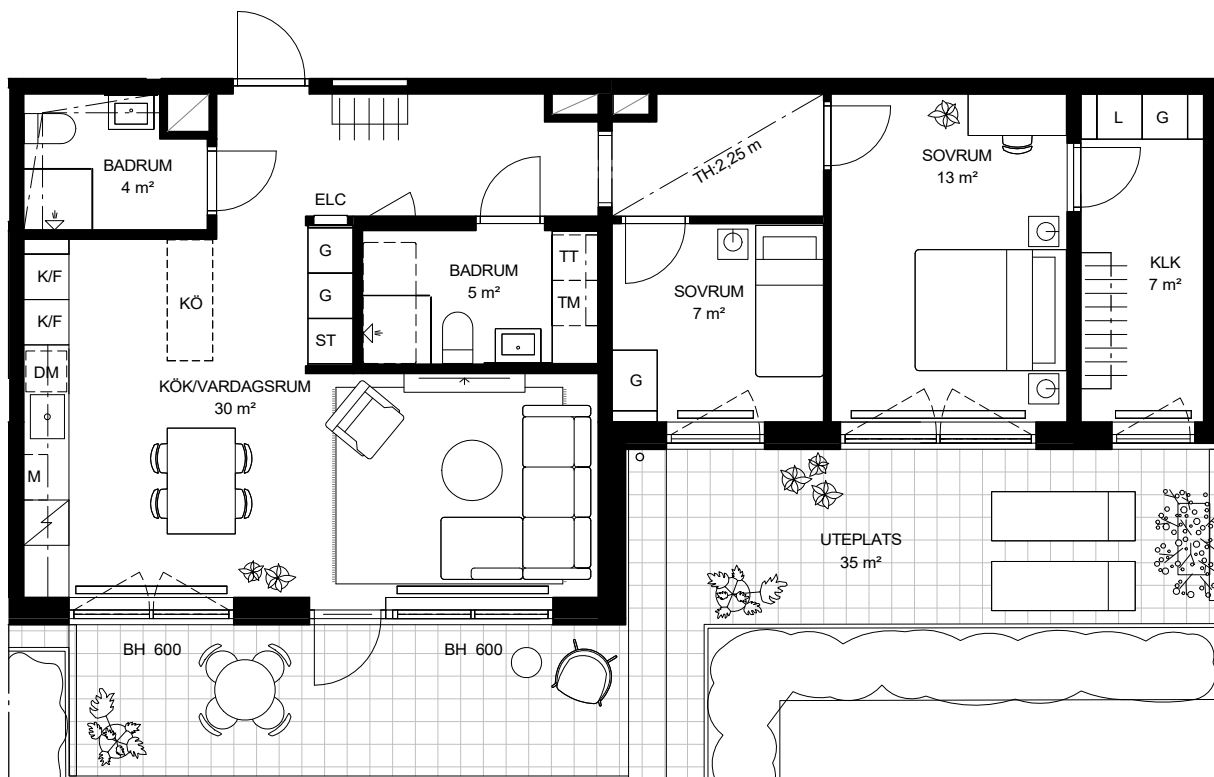 BADRUM
4 m²
ELC
TH:2,25 m
SOVRUM
13 m²
L
G
K/F
K/F
KÖ
G
G
ST
BADRUM
5 m²
TT
TM
SOVRUM
7 m²
G
KLK
7 m²
DM
KÖK/VARDAGSRUM
30 m²
M
UTEPLATS
35 m²
BH 600
BH 600